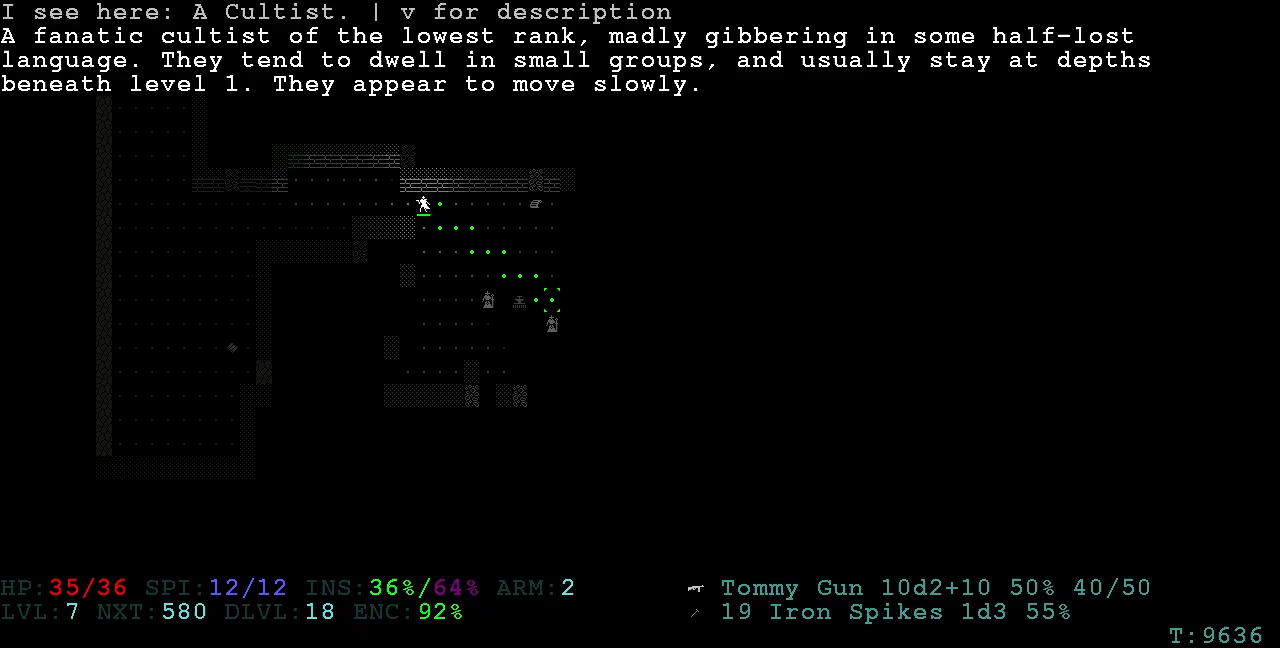 I see here: A Cultist. | v for description
A fanatic cultist of the lowest rank, madly gibbering in some half-lost
language. They tend to dwell in small groups, and usually stay at depths
beneath level 1. They appear to move slowly.
HP:35/36 SPI:12/12 INS:36%/64% ARM:2 Tommy Gun 10d2+10 50% 40/50
LVL:7 NXT:580 DLVL:18 ENC:92% 19 Iron Spikes 1d3 55%
T:9636